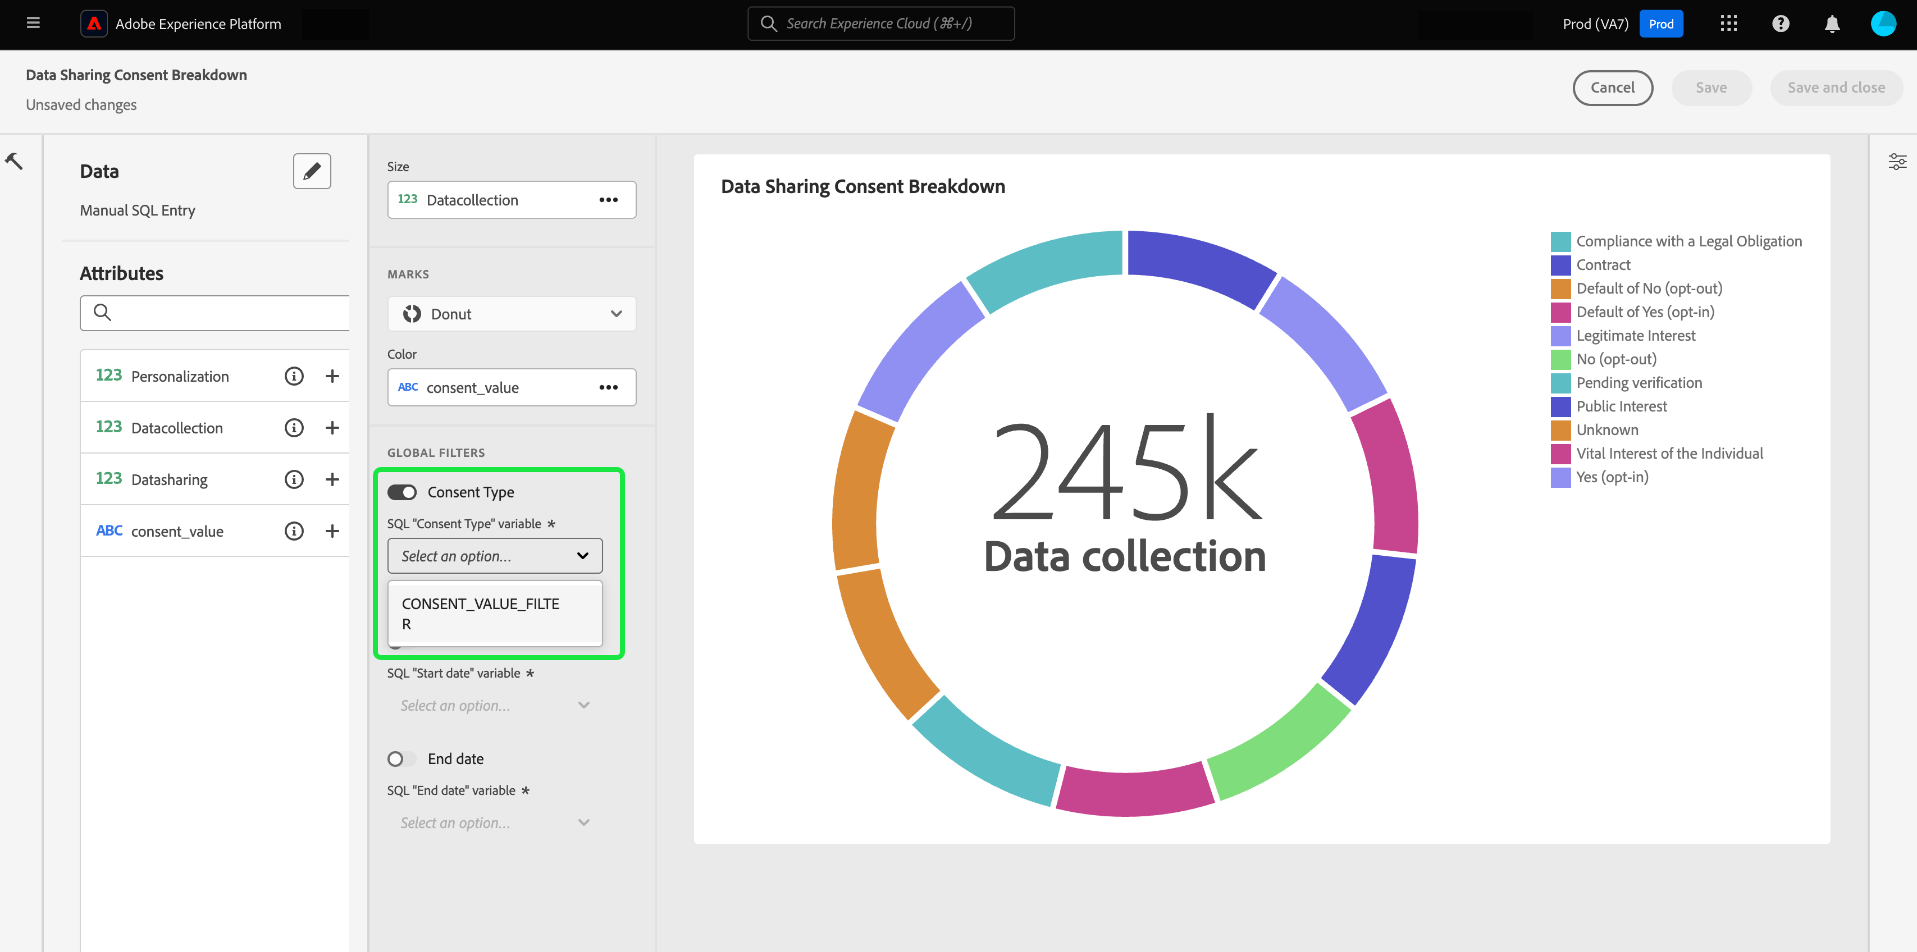 Adobe Experience Platform
Search Experience Cloud (⌘+/)
Prod (VA7)
Prod
Data Sharing Consent Breakdown
Unsaved changes
Cancel
Save
Save and close
Data
Manual SQL Entry
Attributes
123 Personalization
123 Datacollection
123 Datasharing
ABC consent_value
Size
123 Datacollection
MARKS
Donut
Color
ABC consent_value
GLOBAL FILTERS
Consent Type
SQL "Consent Type" variable *
Select an option...
CONSENT_VALUE_FILTE
R
SQL "Start date" variable *
Select an option...
End date
SQL "End date" variable *
Select an option...
Data Sharing Consent Breakdown
245k
Data collection
Compliance with a Legal Obligation
Contract
Default of No (opt-out)
Default of Yes (opt-in)
Legitimate Interest
No (opt-out)
Pending verification
Public Interest
Unknown
Vital Interest of the Individual
Yes (opt-in)